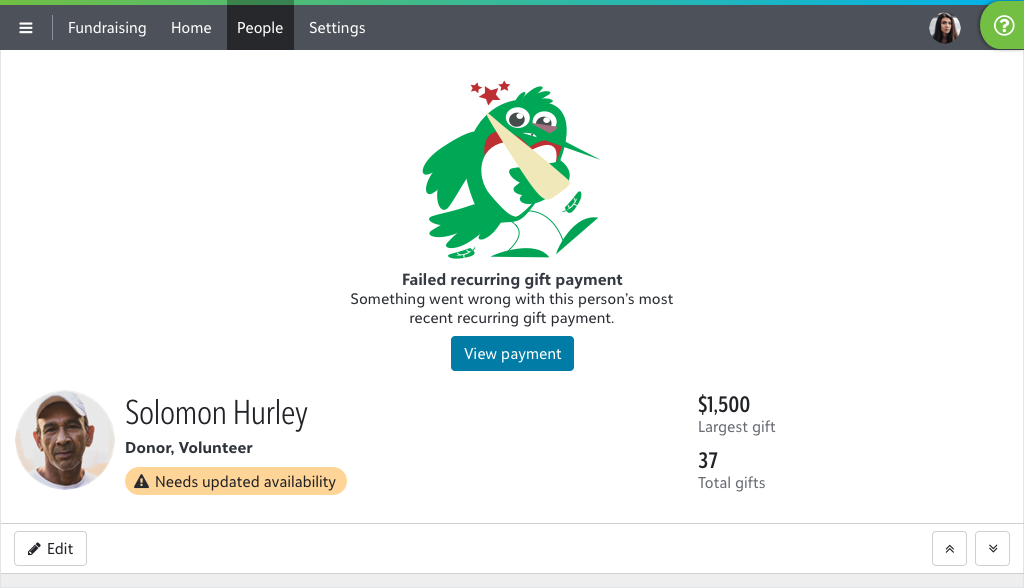 Fundraising Home People Settings
Failed recurring gift payment
Something went wrong with this person's most
recent recurring gift payment.
View payment
Solomon Hurley
Donor, Volunteer
Needs updated availability
$1,500
Largest gift
37
Total gifts
Edit